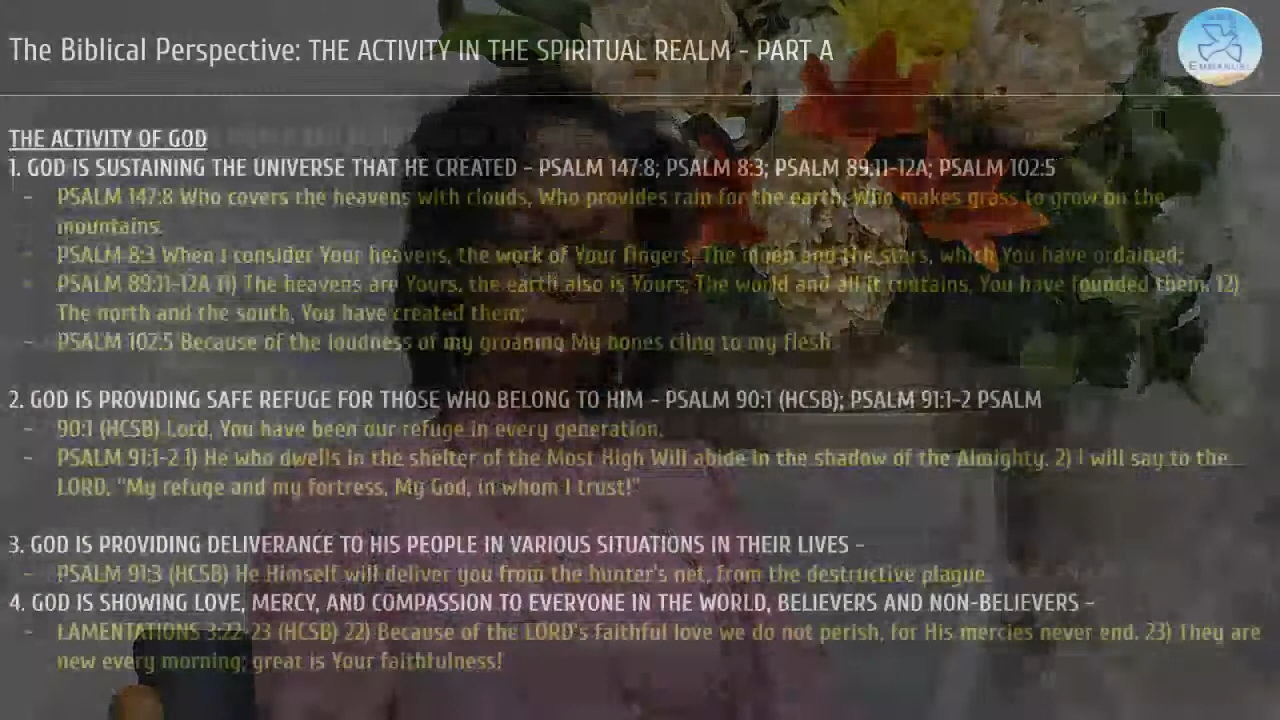 The Biblical Perspective: THE ACTIVITY IN THE SPIRITUAL REALM - PART A
EMMANUEL
THE ACTIVITY OF GOD
1. GOD IS SUSTAINING THE UNIVERSE THAT HE CREATED - PSALM 147:8; PSALM 8:3; PSALM 89:11-12A; PSALM 102:5
- PSALM 147:8 Who covers the heavens with clouds, Who provides rain for the earth, Who makes grass to grow on the
mountains.
- PSALM 8:3 When I consider Your heavens, the work of Your fingers, The moon and the stars, which You have ordained;
- PSALM 89:11-12A 11) The heavens are Yours, the earth also is Yours; The world and all it contains, You have founded them. 12)
The north and the south, You have created them;
- PSALM 102:5 Because of the loudness of my groaning My bones cling to my flesh.
2. GOD IS PROVIDING SAFE REFUGE FOR THOSE WHO BELONG TO HIM - PSALM 90:1 (HCSB); PSALM 91:1-2 PSALM
- 90:1 (HCSB) Lord, You have been our refuge in every generation.
- PSALM 91:1-2 1) He who dwells in the shelter of the Most High Will abide in the shadow of the Almighty. 2) I will say to the
LORD, "My refuge and my fortress, My God, in whom I trust!"
3. GOD IS PROVIDING DELIVERANCE TO HIS PEOPLE IN VARIOUS SITUATIONS IN THEIR LIVES -
- PSALM 91:3 (HCSB) He Himself will deliver you from the hunter's net, from the destructive plague.
4. GOD IS SHOWING LOVE, MERCY, AND COMPASSION TO EVERYONE IN THE WORLD, BELIEVERS AND NON-BELIEVERS -
- LAMENTATIONS 3:22-23 (HCSB) 22) Because of the LORD's faithful love we do not perish, for His mercies never end. 23) They are
new every morning; great is Your faithfulness!